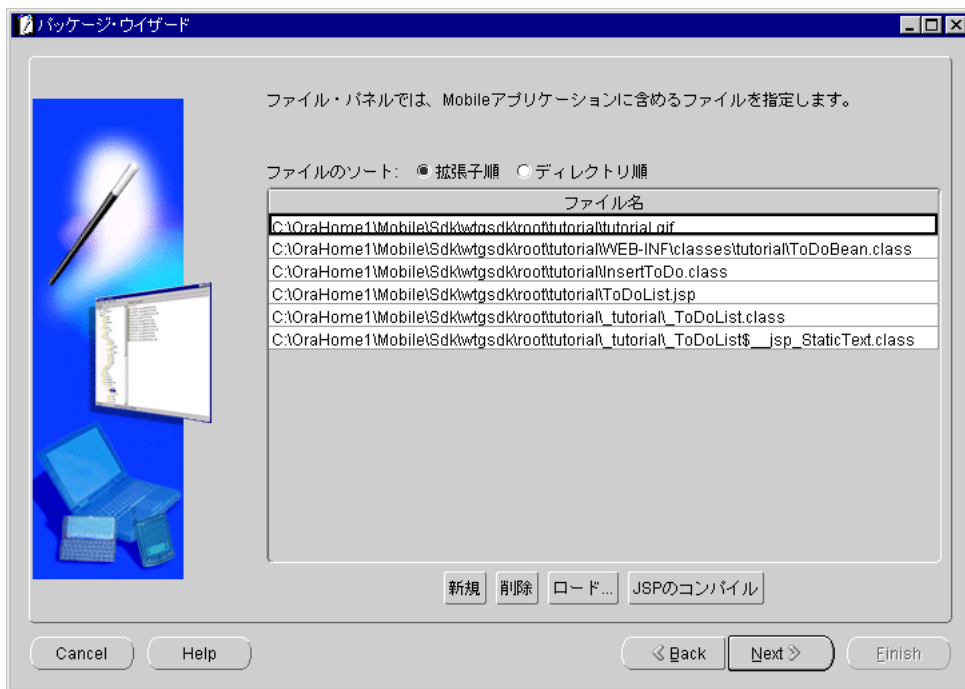 パッケージ・ウィザード
ファイル・パネルでは、Mobileアプリケーションに含めるファイルを指定します。
ファイルのソート: 拡張子順 ディレクトリ順
ファイル名
C:\OraHome1\Mobile\Sdk\wtgsdk\root\tutorial\tutorial.gif
C:\OraHome1\Mobile\Sdk\wtgsdk\root\tutorial\WEB-INF\classes\tutorial\ToDoBean.class
C:\OraHome1\Mobile\Sdk\wtgsdk\root\tutorial\InsertToDo.class
C:\OraHome1\Mobile\Sdk\wtgsdk\root\tutorial\ToDoList.jsp
C:\OraHome1\Mobile\Sdk\wtgsdk\root\tutorial\_tutorial\_ToDoList.class
C:\OraHome1\Mobile\Sdk\wtgsdk\root\tutorial\_tutorial\_ToDoList$__jsp_StaticText.class
新規 削除 ロード... JSPのコンパイル
Cancel Help Back Next Finish